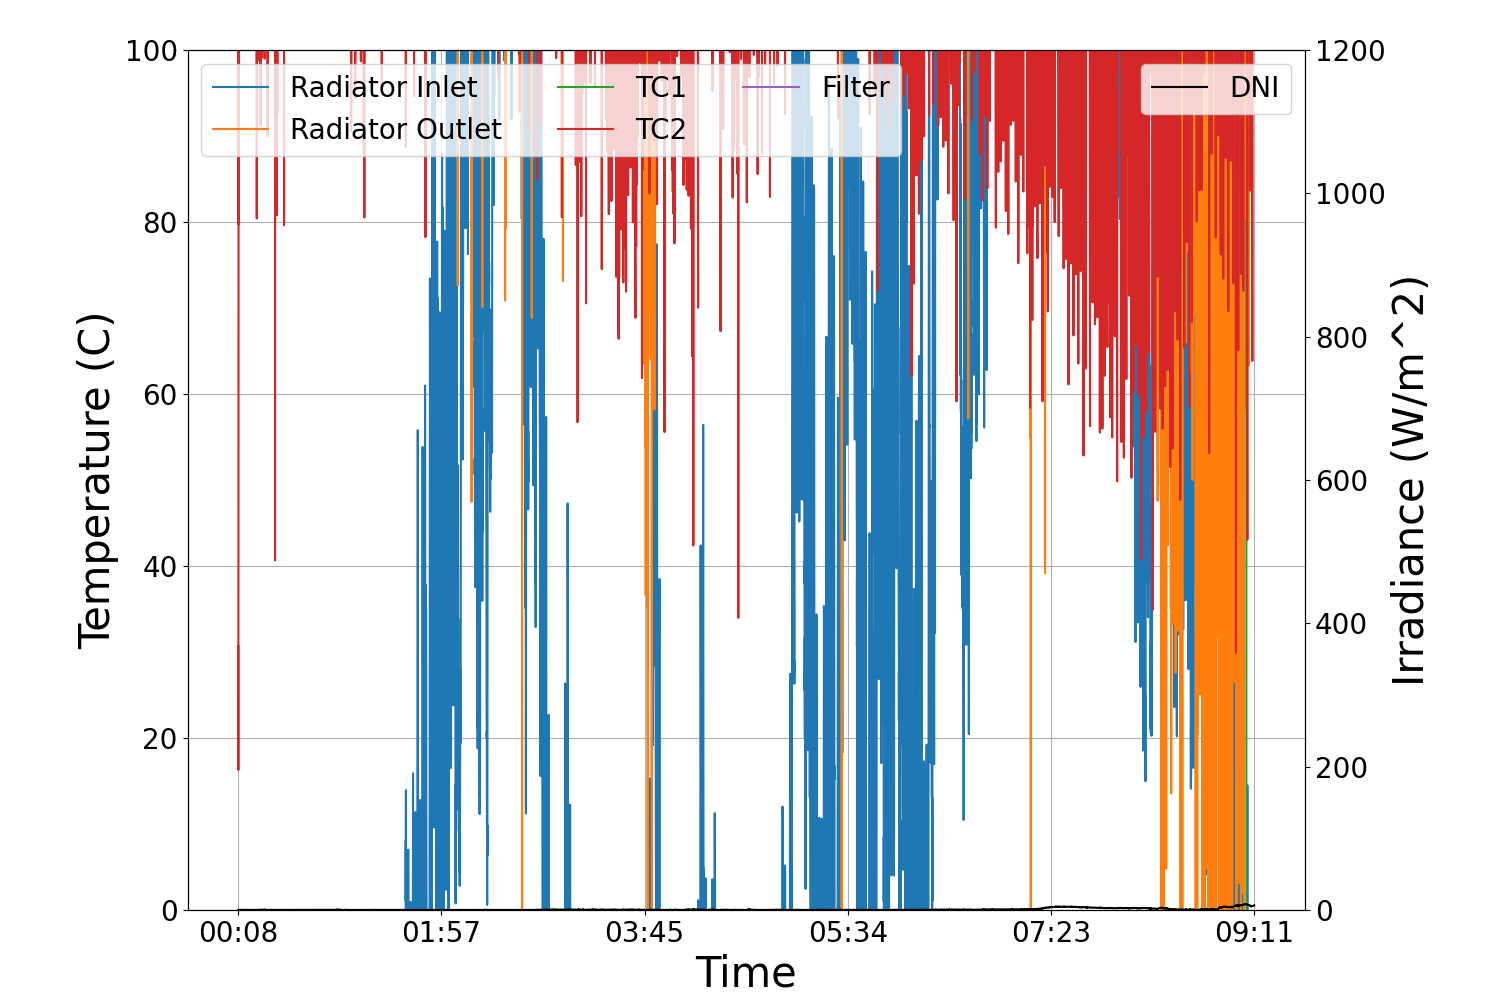 Radiator Inlet
Radiator Outlet
TC1
TC2
Filter
DNI
100
80
60
40
20
0
Temperature (C)
1200
1000
800
600
400
200
0
Irradiance (W/m^2)
00:08 01:57 03:45 05:34 07:23 09:11
Time